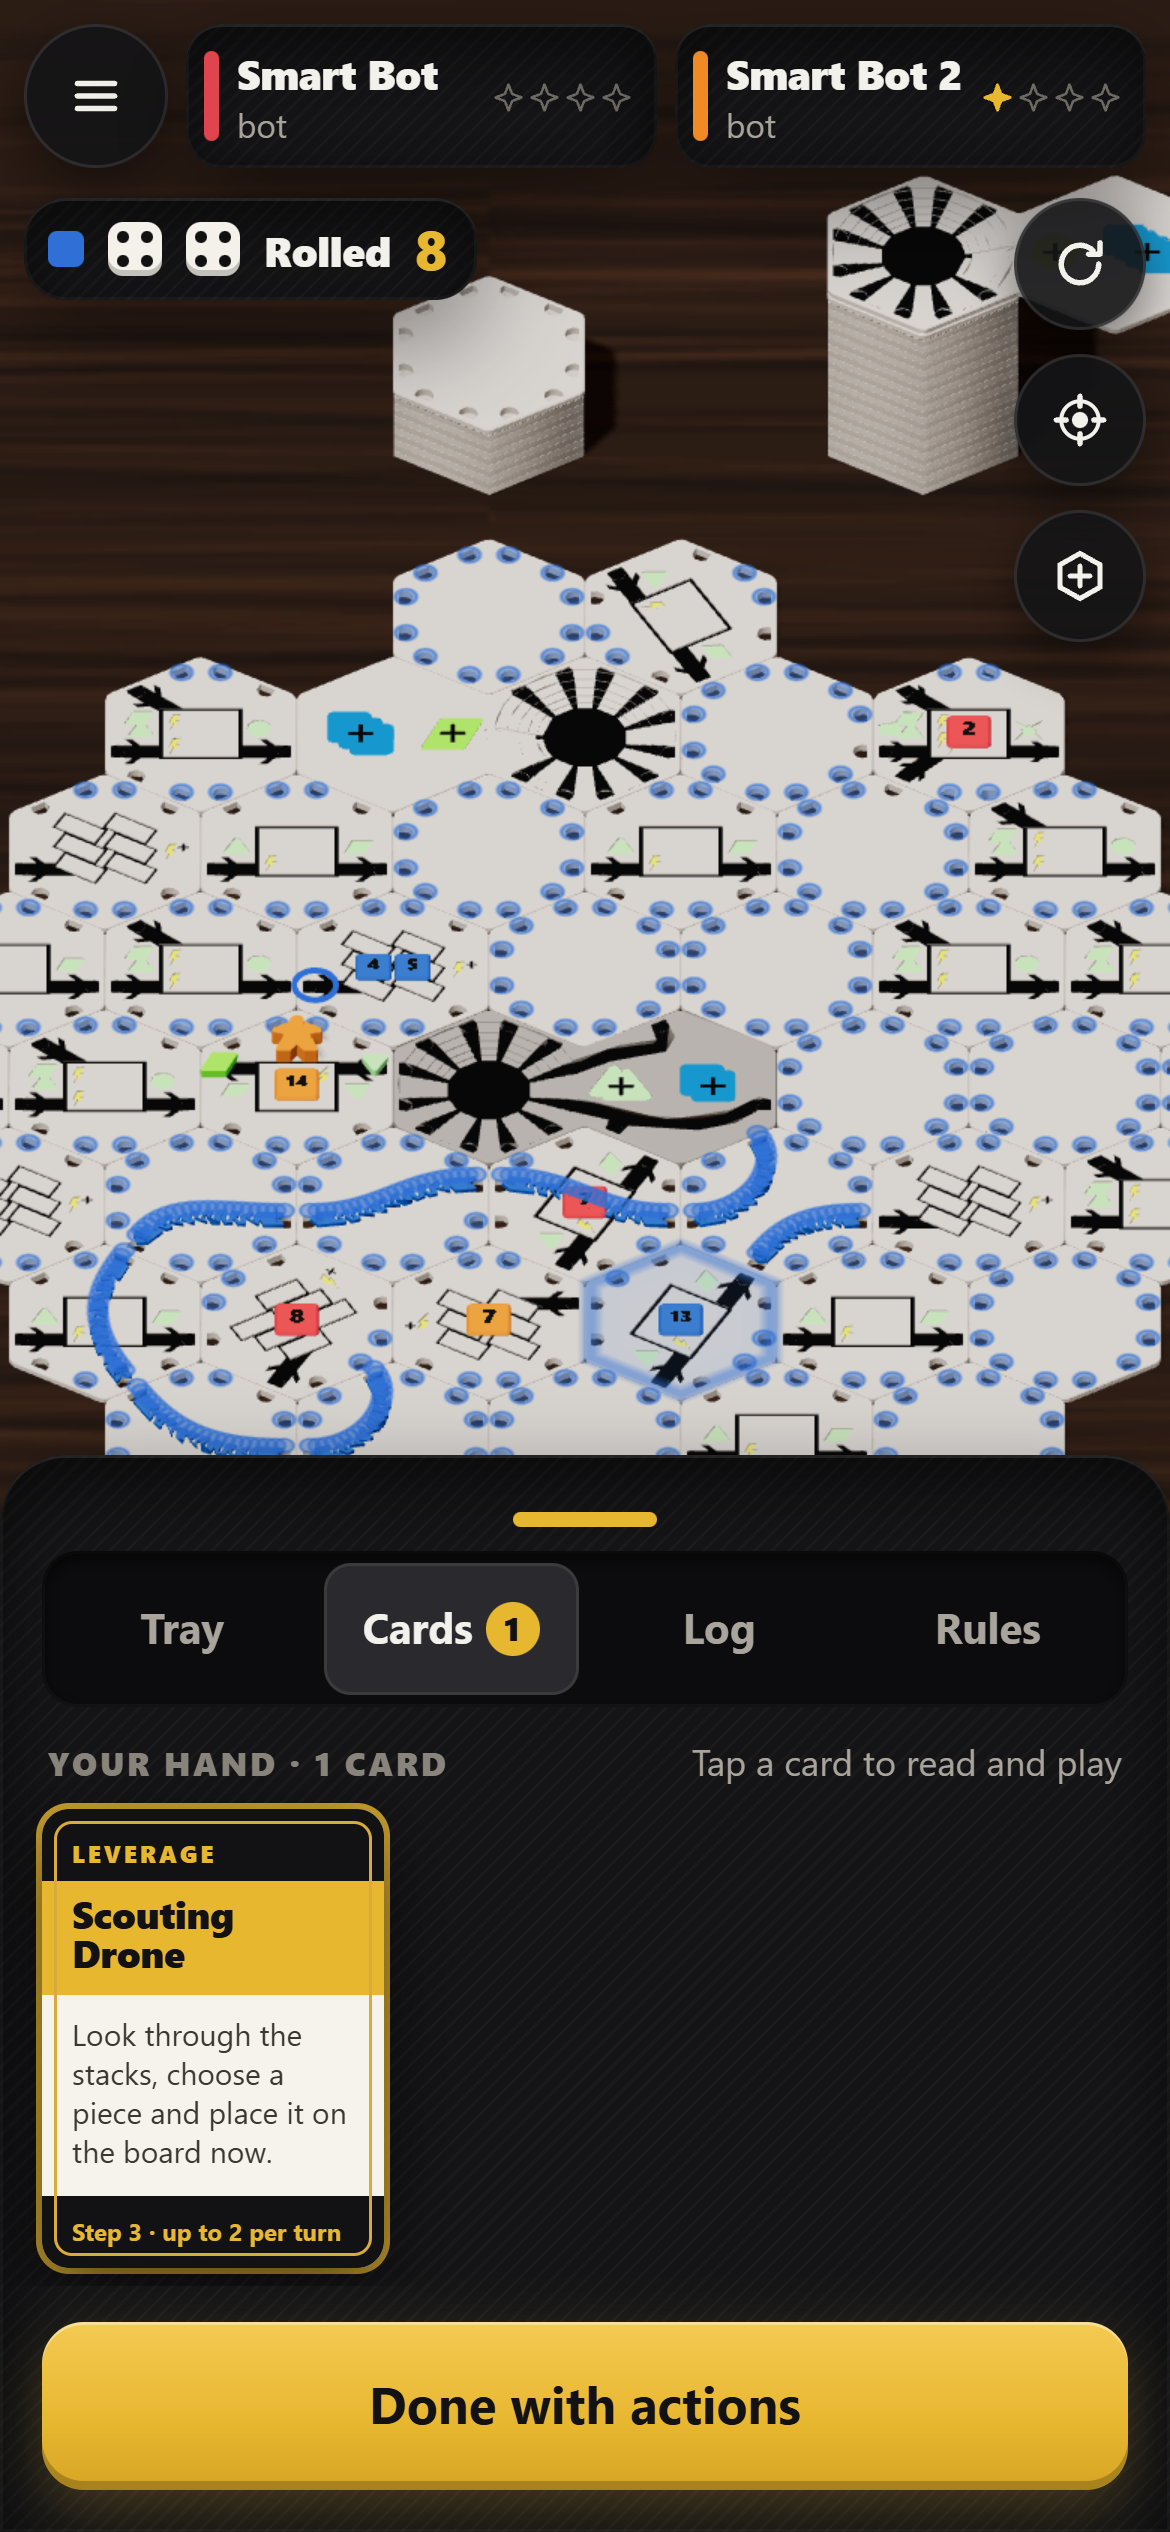 Smart Bot
bot
Smart Bot 2
bot
Rolled 8
2
4 5
14
8
7
13
Tray
Cards 1
Log
Rules
YOUR HAND · 1 CARD
Tap a card to read and play
LEVERAGE
Scouting
Drone
Look through the
stacks, choose a
piece and place it on
the board now.
Step 3 · up to 2 per turn
Done with actions